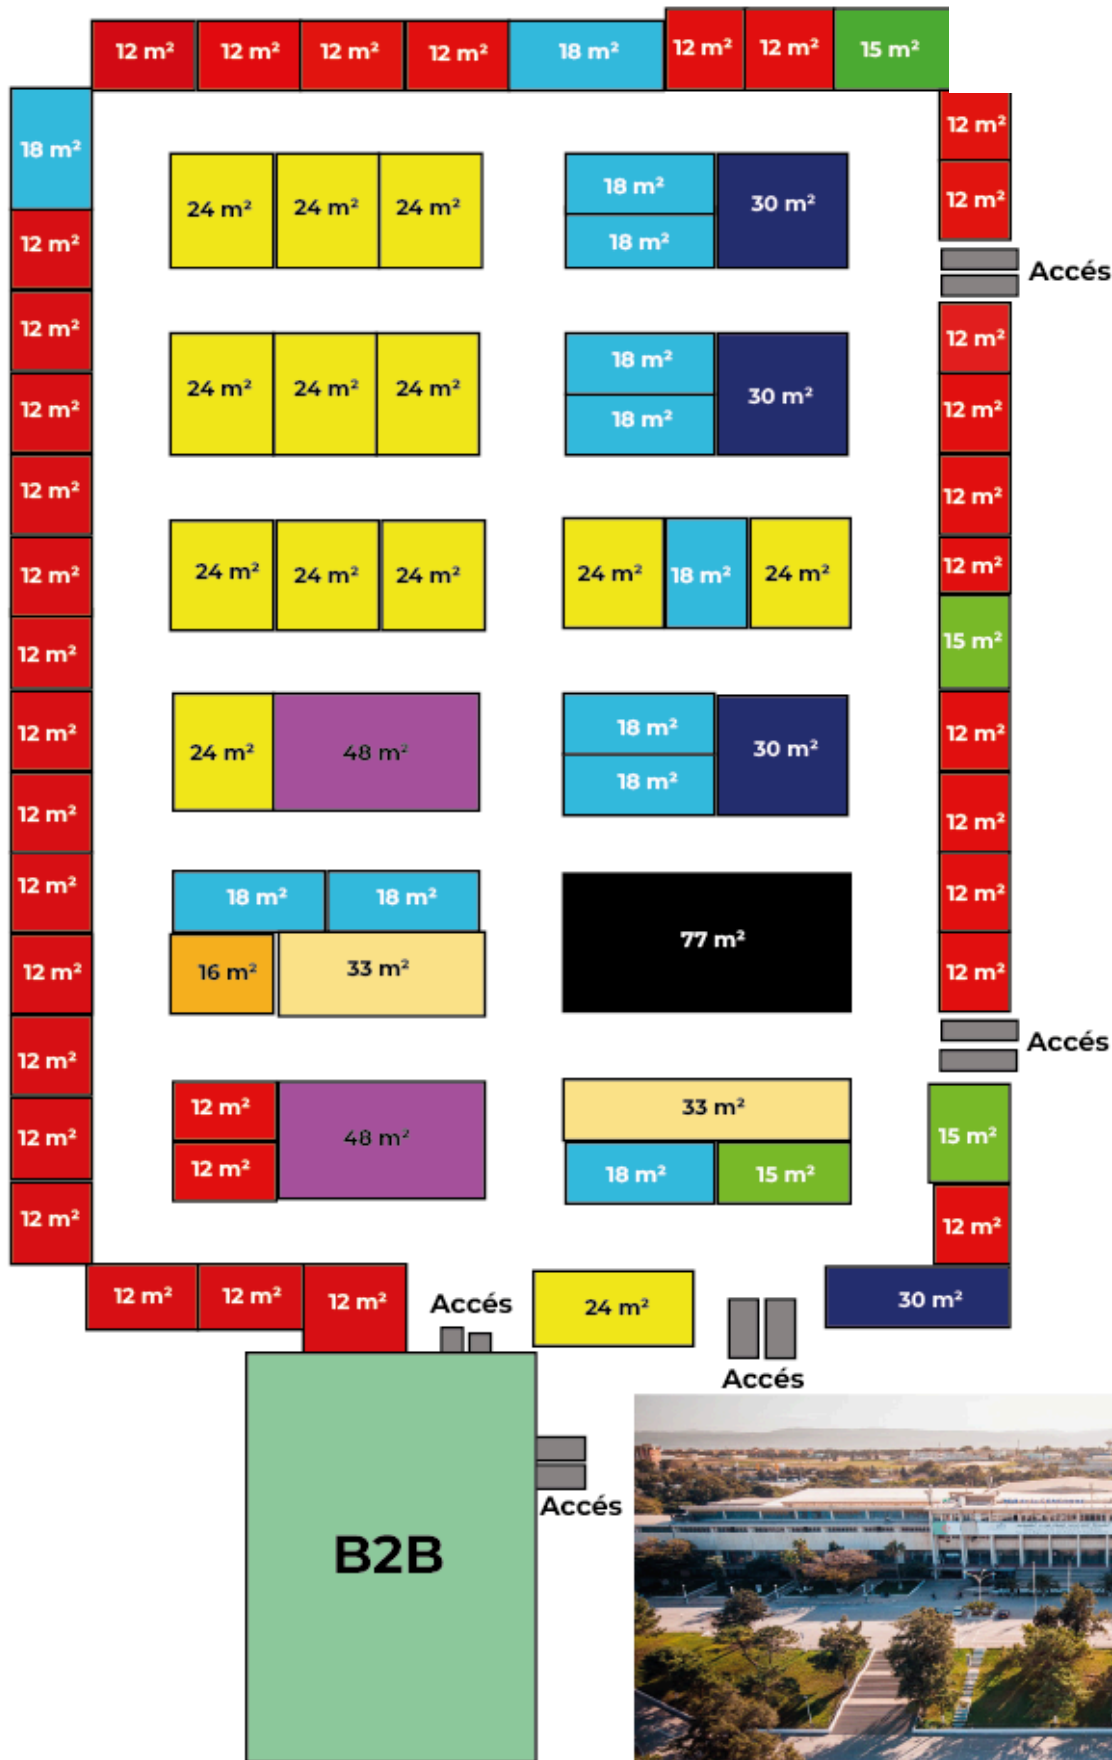 12 m² 12 m² 12 m² 12 m² 18 m² 12 m² 12 m² 15 m²
12 m²
18 m²
12 m²
24 m² 24 m² 24 m² 18 m² 30 m²
18 m²
12 m²
Accés
12 m²
12 m²
18 m²
24 m² 24 m² 24 m² 30 m²
12 m²
12 m²
18 m²
12 m²
12 m²
12 m²
24 m² 24 m² 24 m² 24 m² 18 m² 24 m²
12 m²
12 m²
15 m²
12 m²
12 m²
18 m²
12 m²
24 m² 48 m² 30 m²
18 m²
12 m²
12 m²
12 m²
18 m² 18 m²
12 m²
77 m²
12 m²
16 m² 33 m²
12 m²
Accés
12 m²
12 m²
33 m²
12 m²
48 m²
15 m²
12 m²
18 m² 15 m²
12 m²
12 m²
12 m² 12 m² 12 m²
Accés
24 m²
30 m²
Accés
Accés
B2B